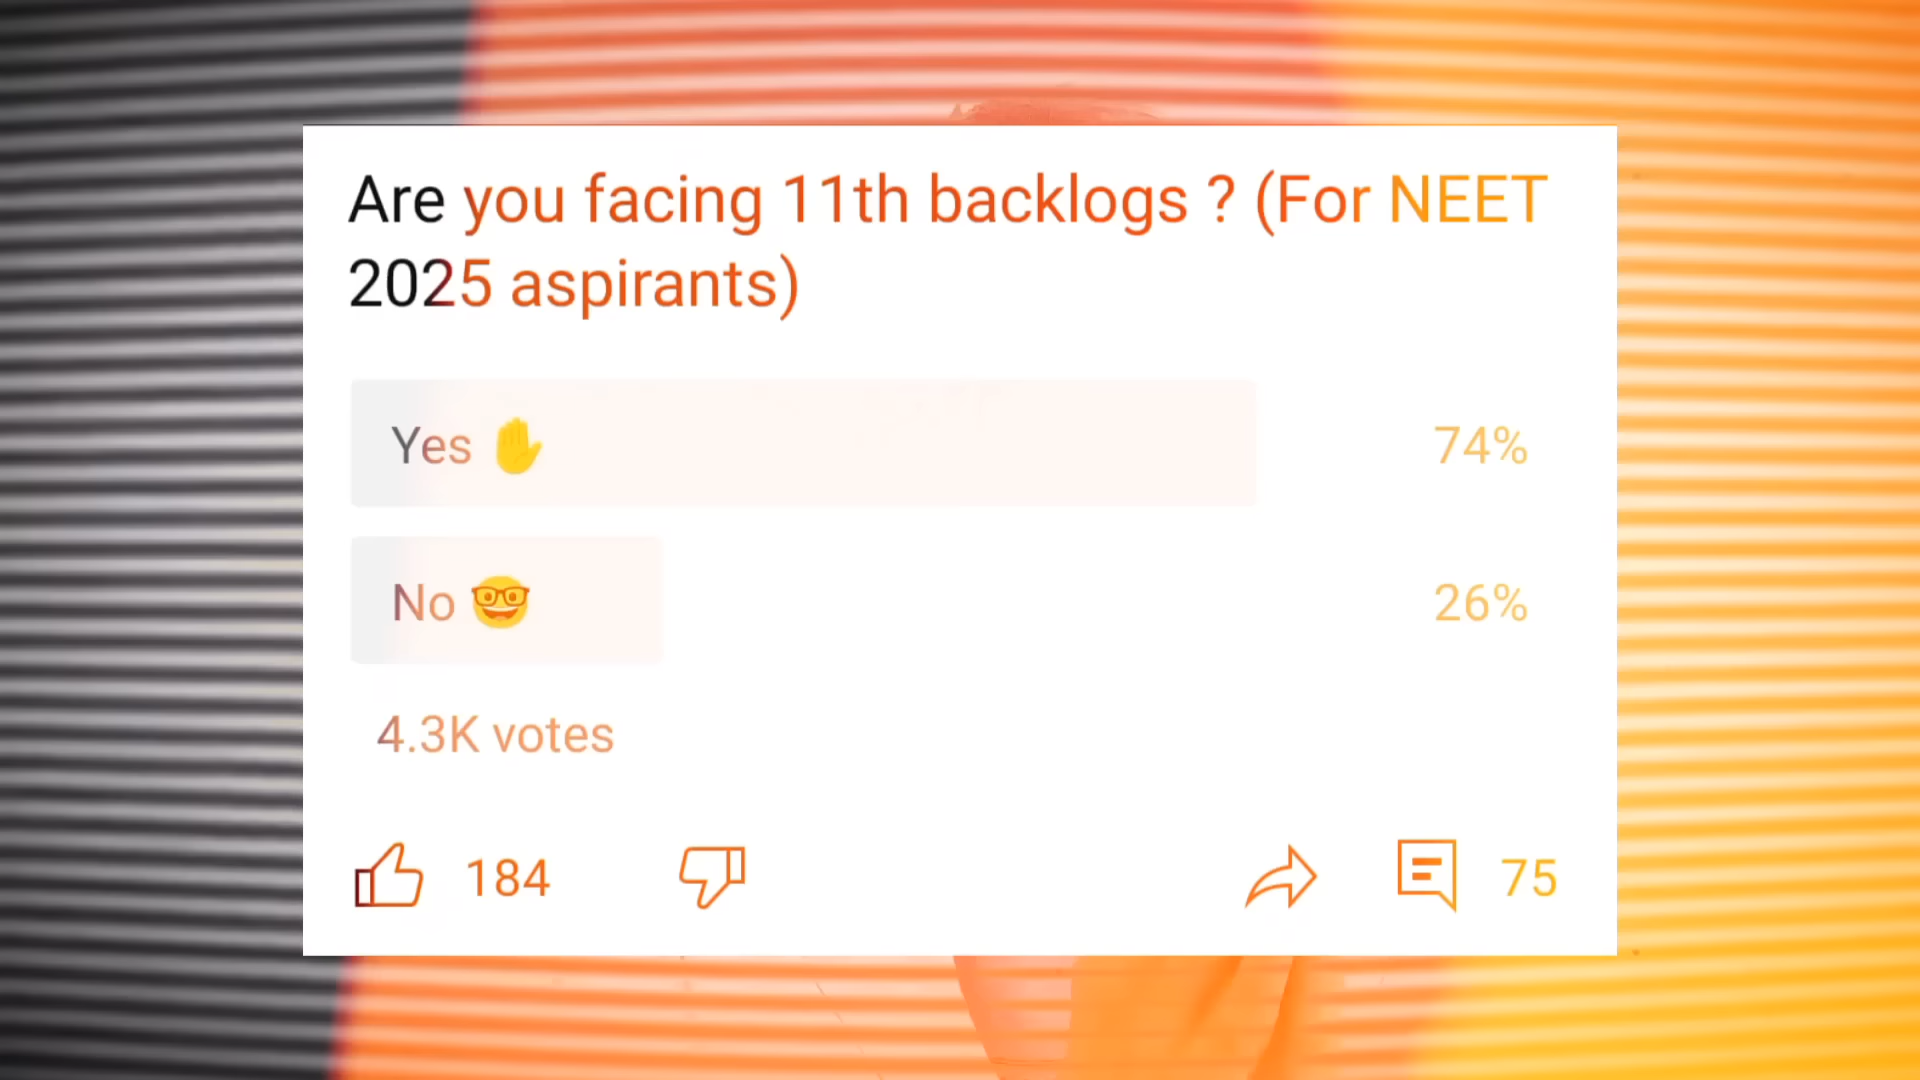 Are you facing 11th backlogs ? (For NEET
2025 aspirants)
Yes ✋ 74%
No 🤓 26%
4.3K votes
184 75